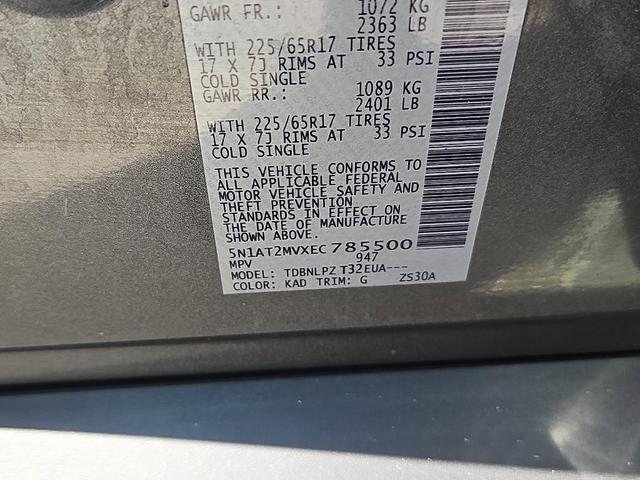 GAWR FR.: 1072 KG
2363 LB
WITH 225/65R17 TIRES
17 X 7J RIMS AT 33 PSI
COLD SINGLE
GAWR RR.: 1089 KG
2401 LB
WITH 225/65R17 TIRES
17 X 7J RIMS AT 33 PSI
COLD SINGLE
THIS VEHICLE CONFORMS TO
ALL APPLICABLE FEDERAL
MOTOR VEHICLE SAFETY AND
THEFT PREVENTION
STANDARDS IN EFFECT ON
THE DATE OF MANUFACTURE
SHOWN ABOVE.
5N1AT2MVXEC785500
MPV 947
MODEL: TDBNLPZ T32EUA---
COLOR: KAD TRIM: G ZS30A